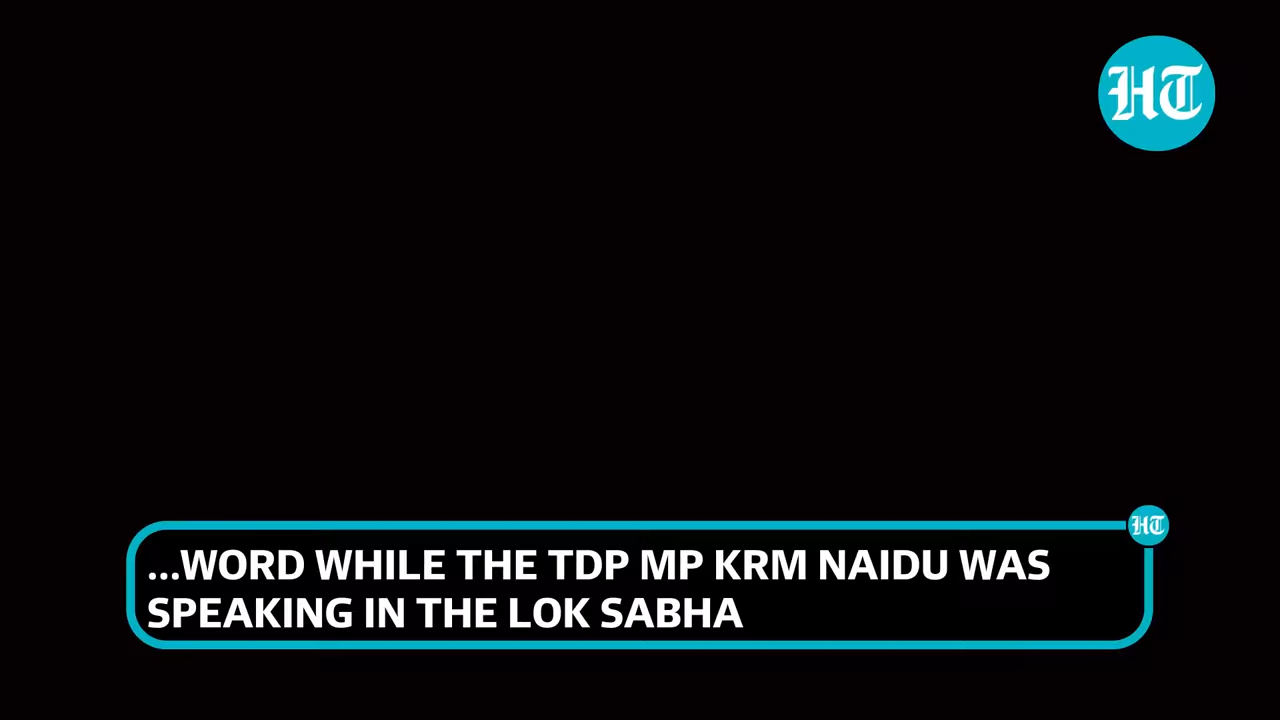 HT
HT
...WORD WHILE THE TDP MP KRM NAIDU WAS
SPEAKING IN THE LOK SABHA